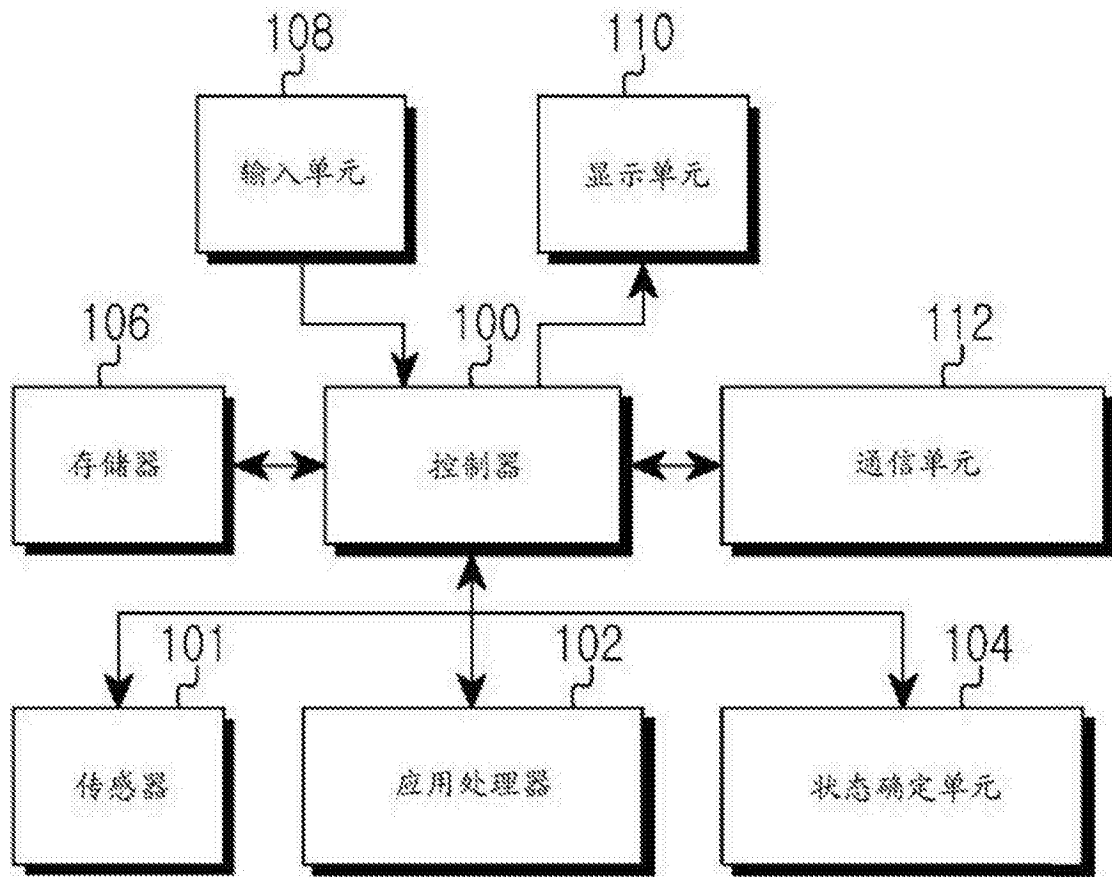 108
110
输入单元
显示单元
106
100
112
存储器
控制器
通信单元
101
102
104
传感器
应用处理器
状态确定单元